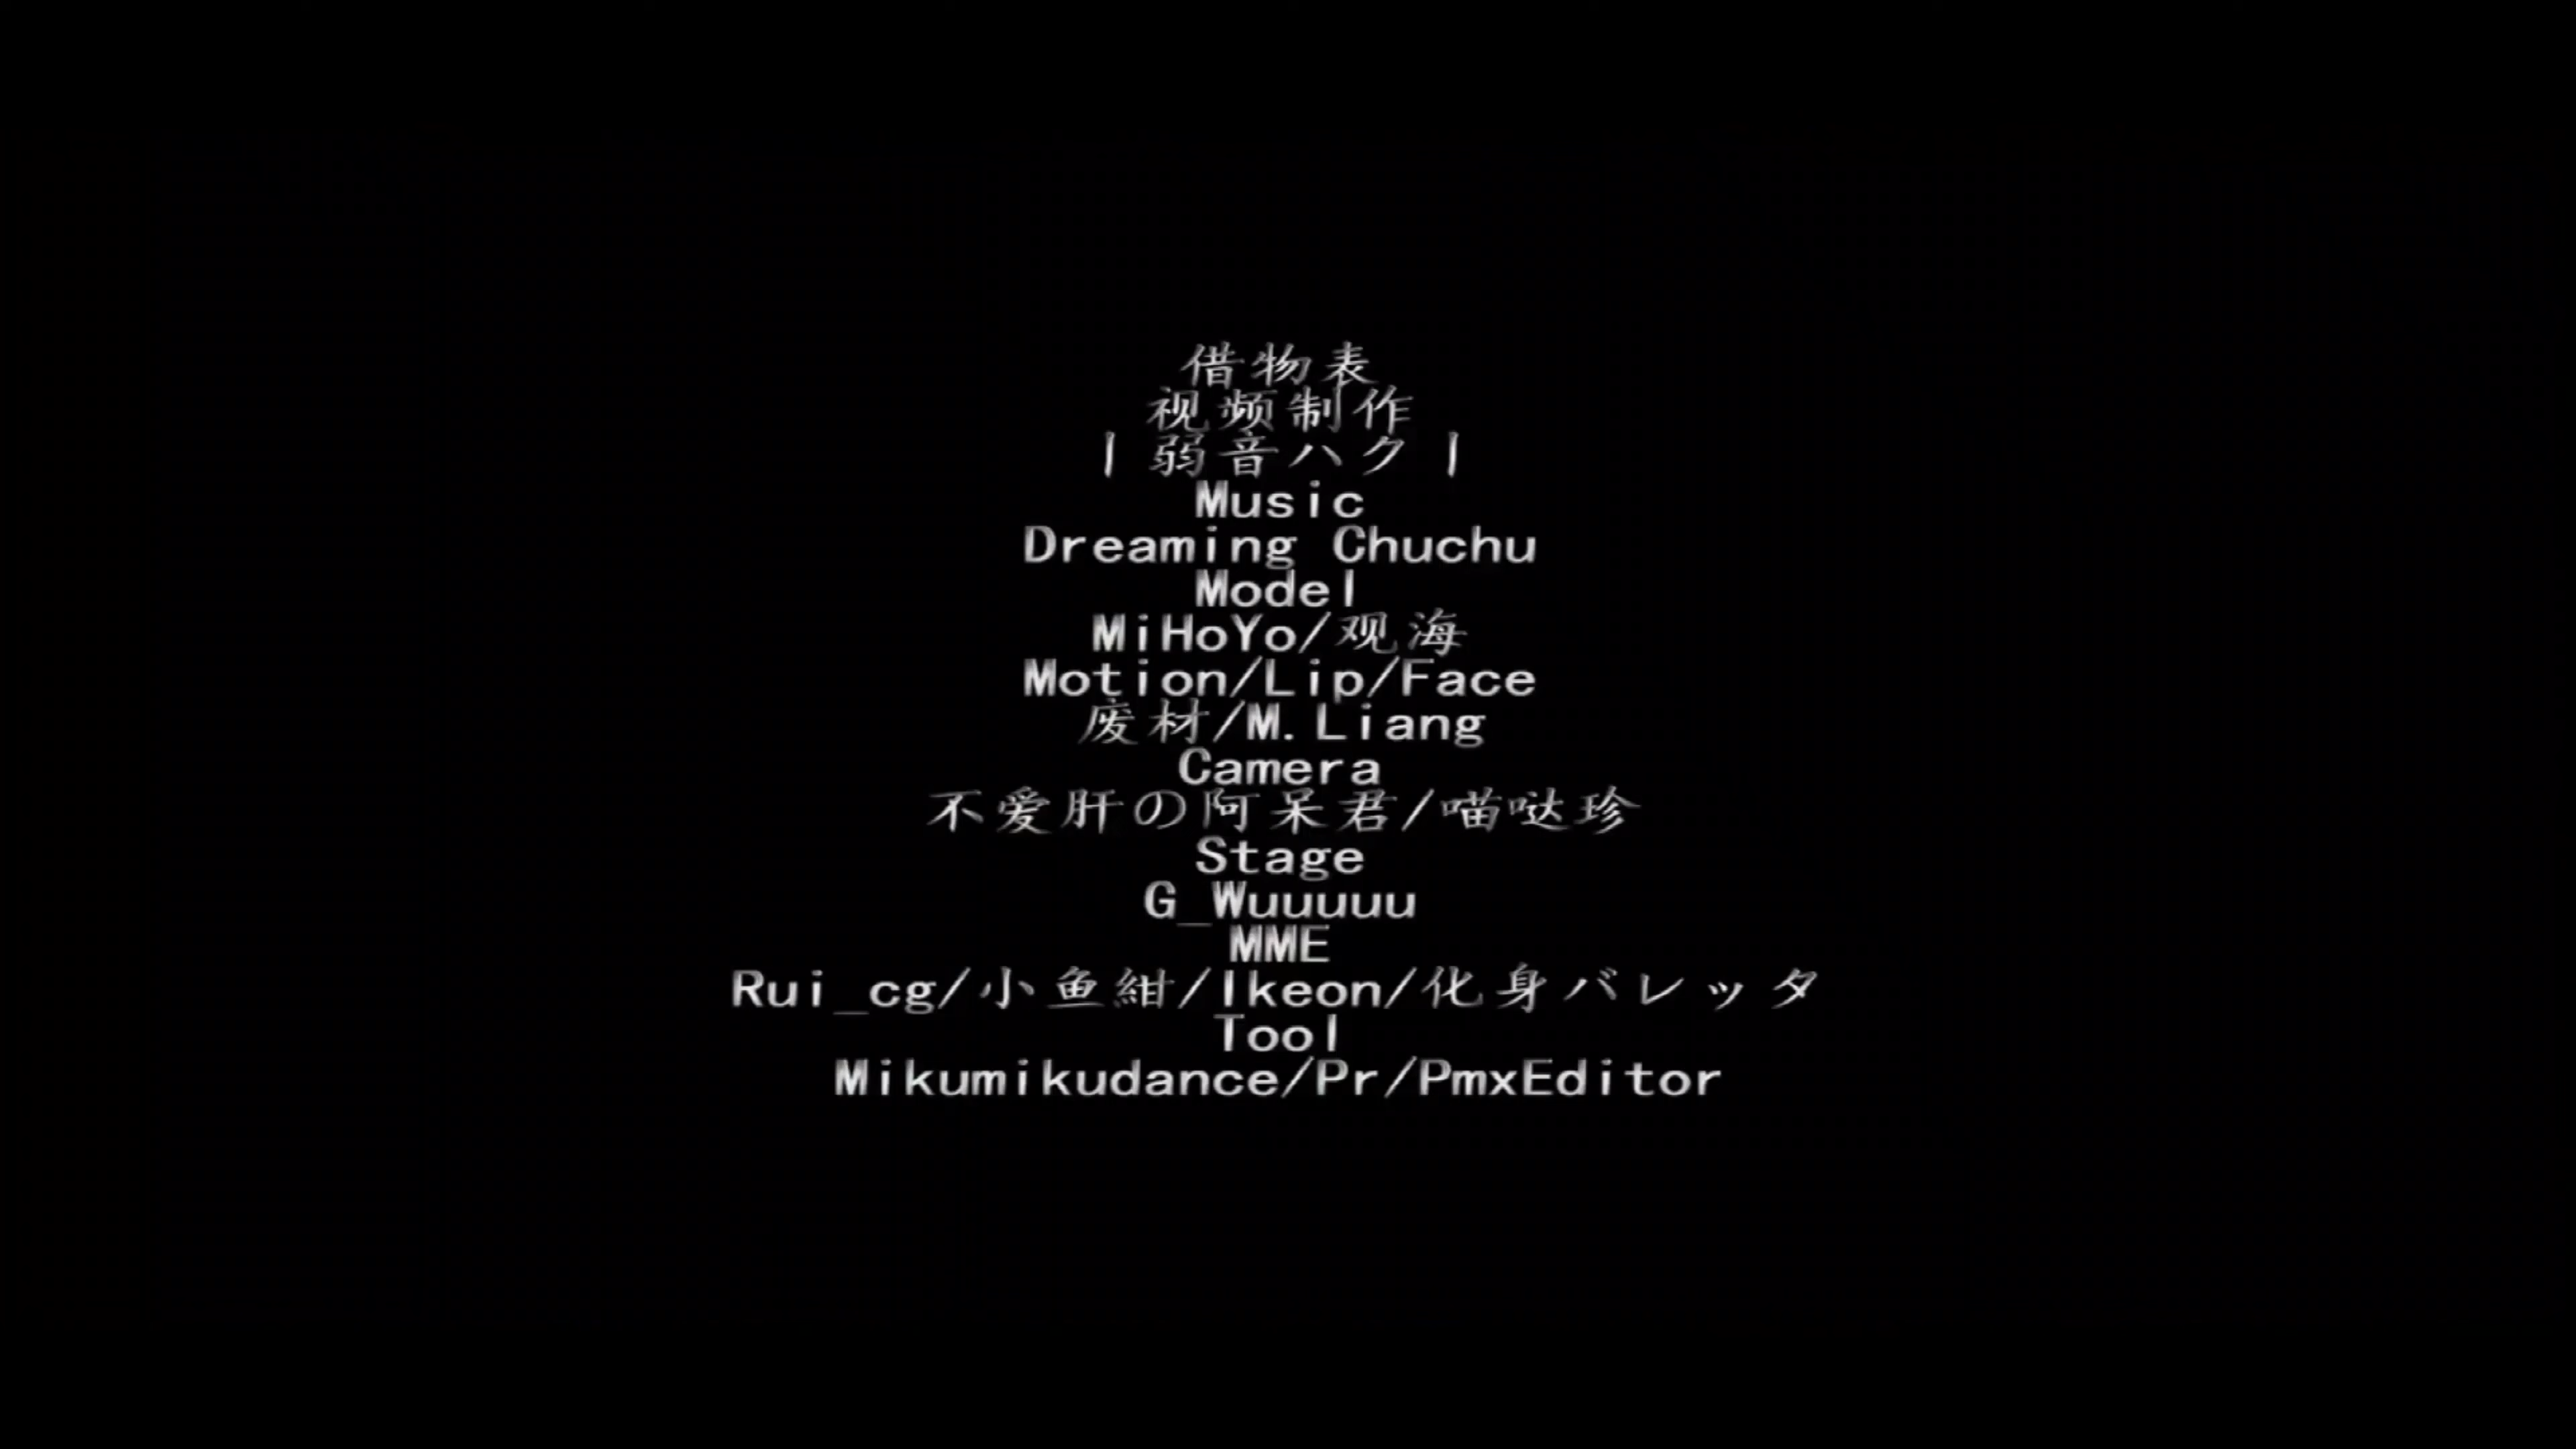 借物表
视频制作
| 弱音ハク |
Music
Dreaming Chuchu
Model
MiHoYo/观海
Motion/Lip/Face
废材/M.Liang
Camera
不爱肝の阿呆君/喵哒珍
Stage
G_Wuuuuu
MME
Rui_cg/小鱼紺/Ikeon/化身バレッタ
Tool
Mikumikudance/Pr/PmxEditor